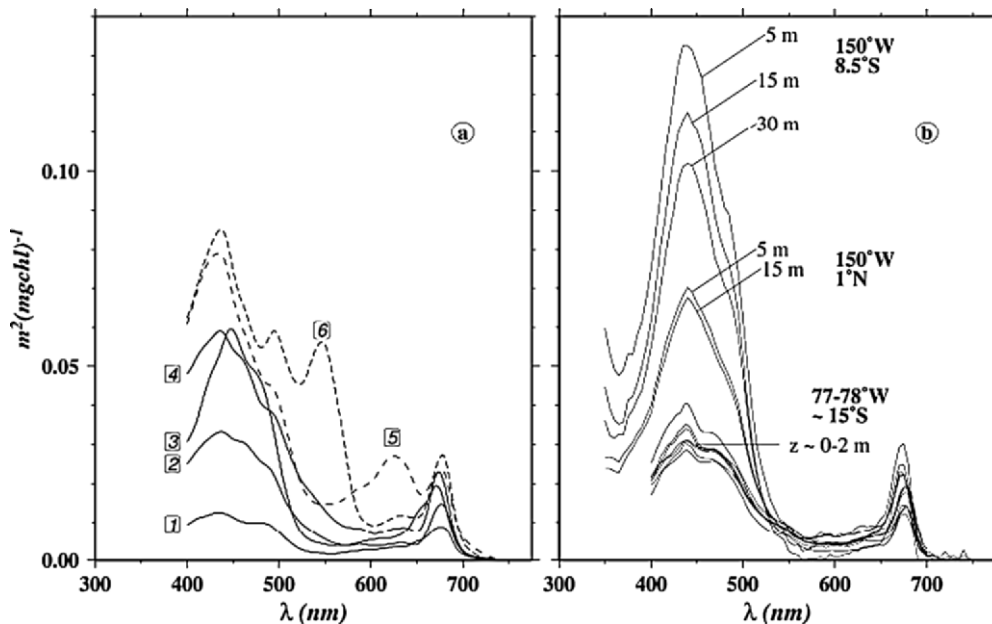 m²(mgchl)⁻¹
0.10
0.05
0.00
a
6
5
4
3
2
1
300 400 500 600 700
λ (nm)
b
5 m
150°W
8.5°S
15 m
-30 m
5 m
150°W
15 m
1°N
77-78°W
~ 15°S
z ~ 0-2 m
300 400 500 600 700
λ (nm)